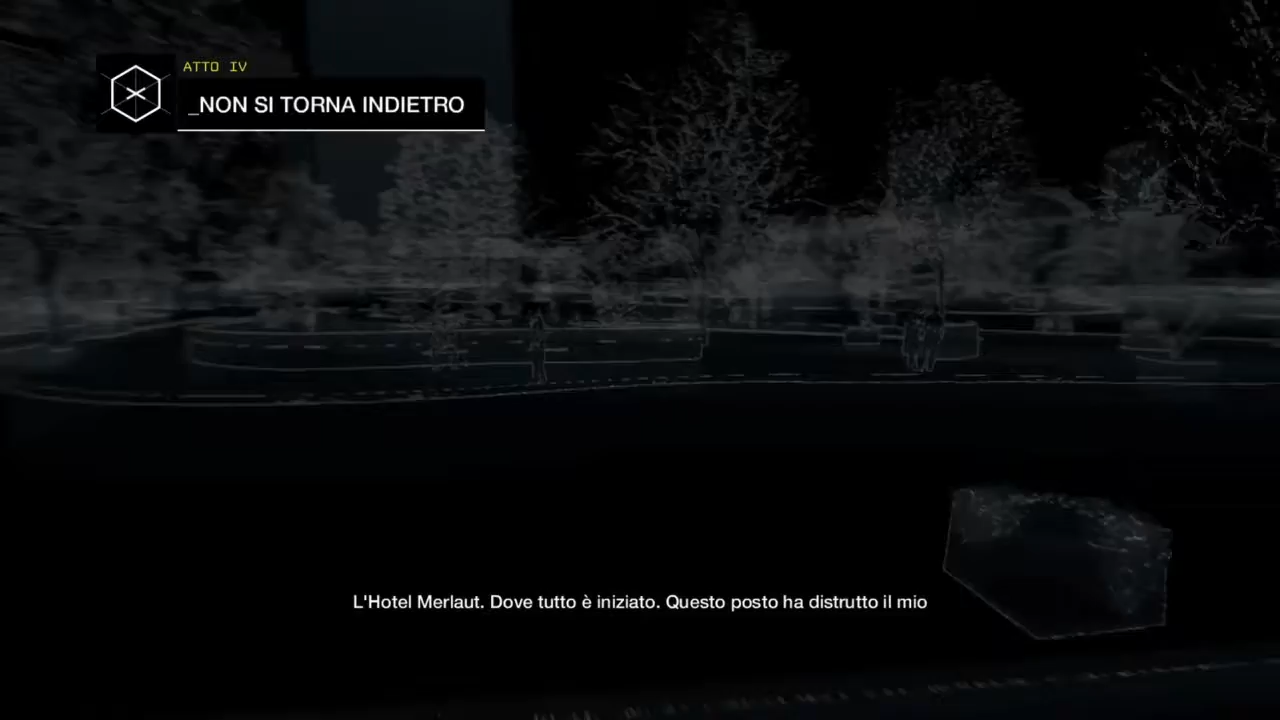 ATTO IV
_NON SI TORNA INDIETRO
L'Hotel Merlaut. Dove tutto è iniziato. Questo posto ha distrutto il mio